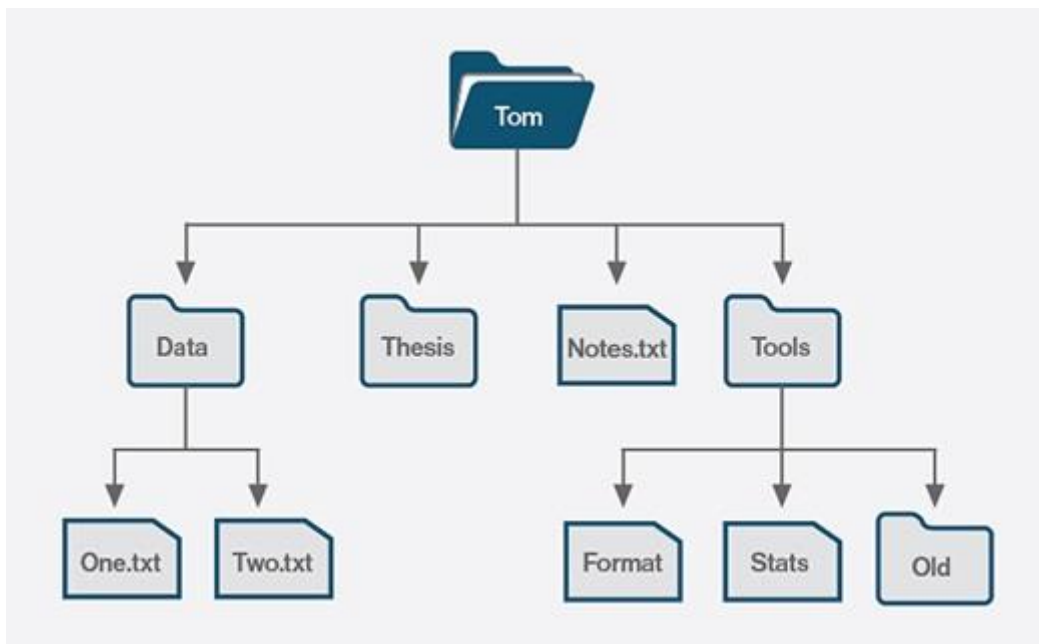 Tom
Data
Thesis
Notes.txt
Tools
One.txt
Two.txt
Format
Stats
Old